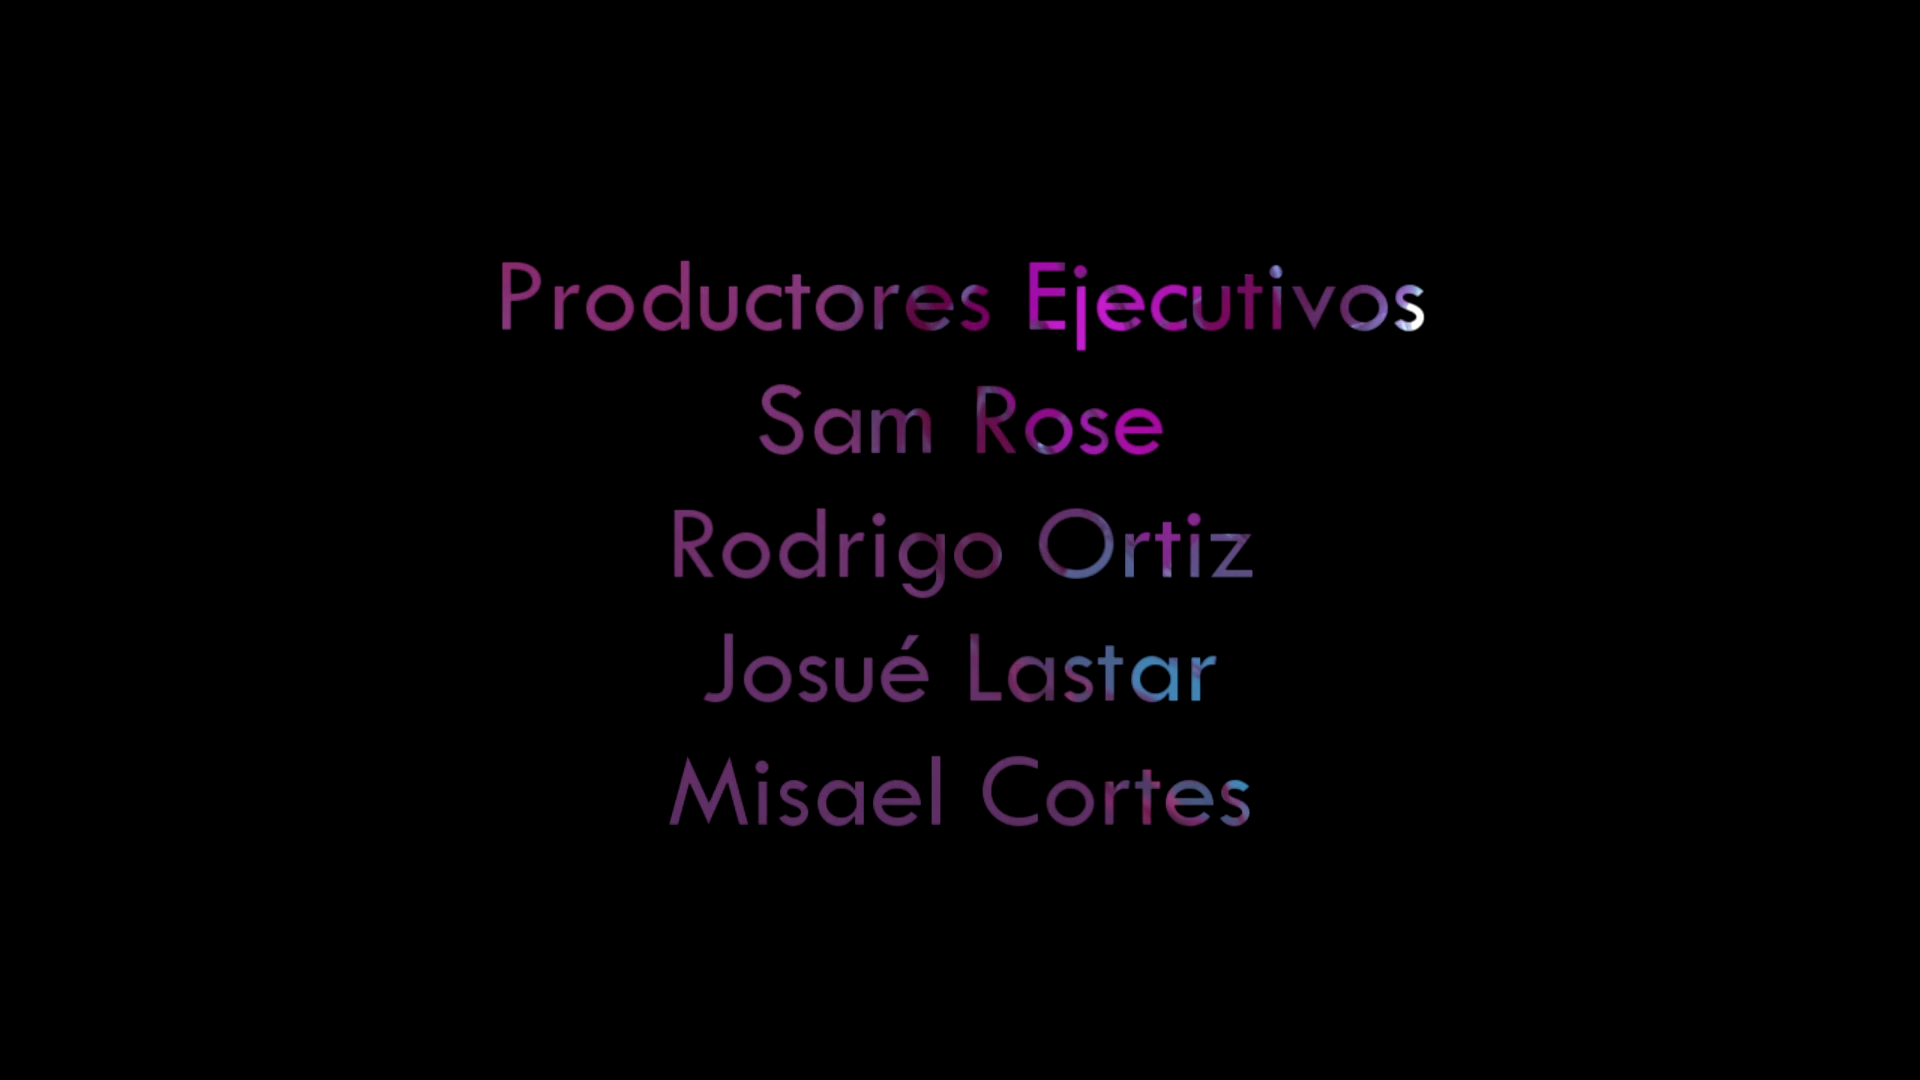 Productores Ejecutivos
Sam Rose
Rodrigo Ortiz
Josué Lastar
Misael Cortes